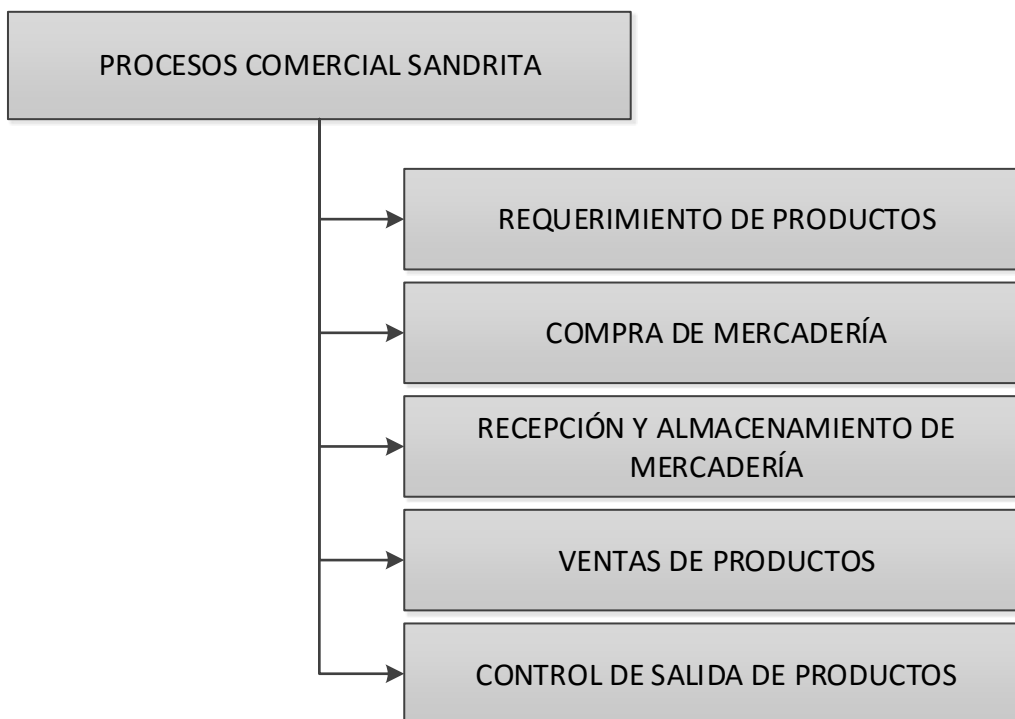 PROCESOS COMERCIAL SANDRITA
REQUERIMIENTO DE PRODUCTOS
COMPRA DE MERCADERÍA
RECEPCIÓN Y ALMACENAMIENTO DE
MERCADERÍA
VENTAS DE PRODUCTOS
CONTROL DE SALIDA DE PRODUCTOS